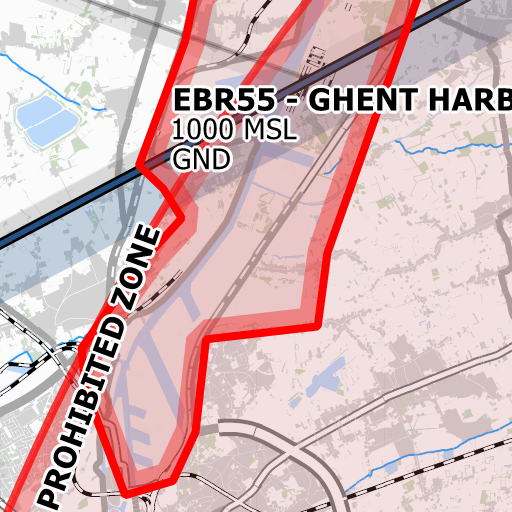 EBR55 - GHENT HARB
1000 MSL
GND
PROHIBITED ZONE